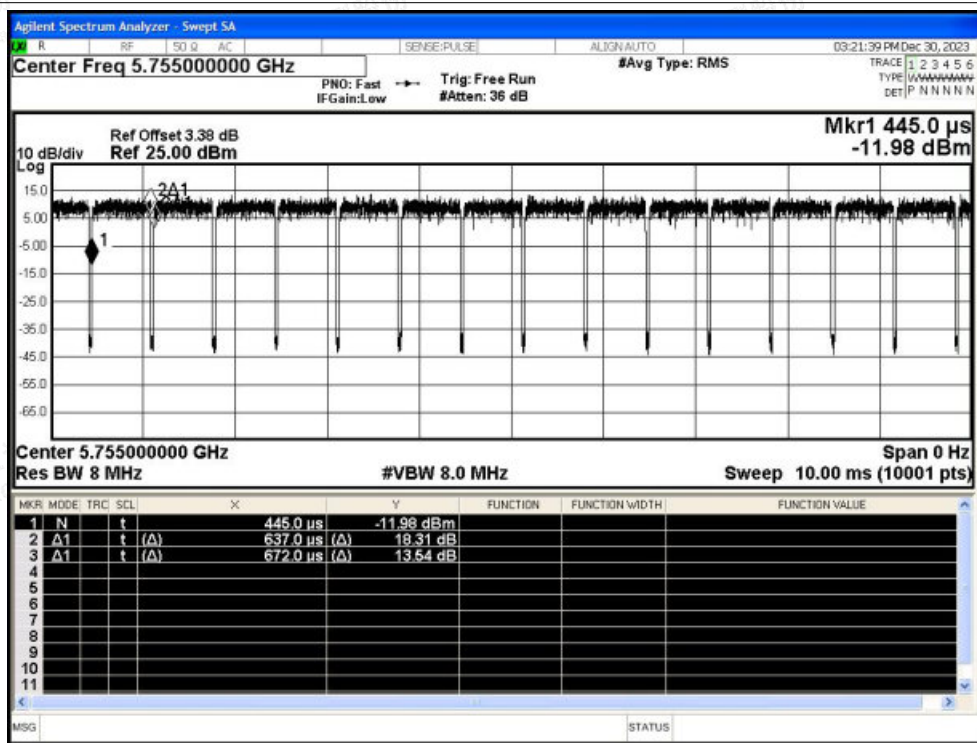 Agilent Spectrum Analyzer - Swept SA
R RF 50 Ω AC SENSE:PULSE ALIGN AUTO 03:21:39 PM Dec 30, 2023
Center Freq 5.755000000 GHz
PNO: Fast
IFGain:Low
Trig: Free Run
#Atten: 36 dB
#Avg Type: RMS
TRACE 1 2 3 4 5 6
TYPE
DET P N N N N N
Mkr1 445.0 µs
-11.98 dBm
Ref Offset 3.38 dB
10 dB/div Ref 25.00 dBm
Log
15.0
5.00
-5.00
-15.0
-25.0
-35.0
-45.0
-55.0
-65.0
2Δ1
1
Center 5.755000000 GHz Span 0 Hz
Res BW 8 MHz #VBW 8.0 MHz Sweep 10.00 ms (10001 pts)
MKR MODE TRC SCL X Y FUNCTION FUNCTION WIDTH FUNCTION VALUE
1 N t 445.0 µs -11.98 dBm
2 Δ1 t (Δ) 637.0 µs (Δ) 18.31 dB
3 Δ1 t (Δ) 672.0 µs (Δ) 13.54 dB
4
5
6
7
8
9
10
11
MSG STATUS